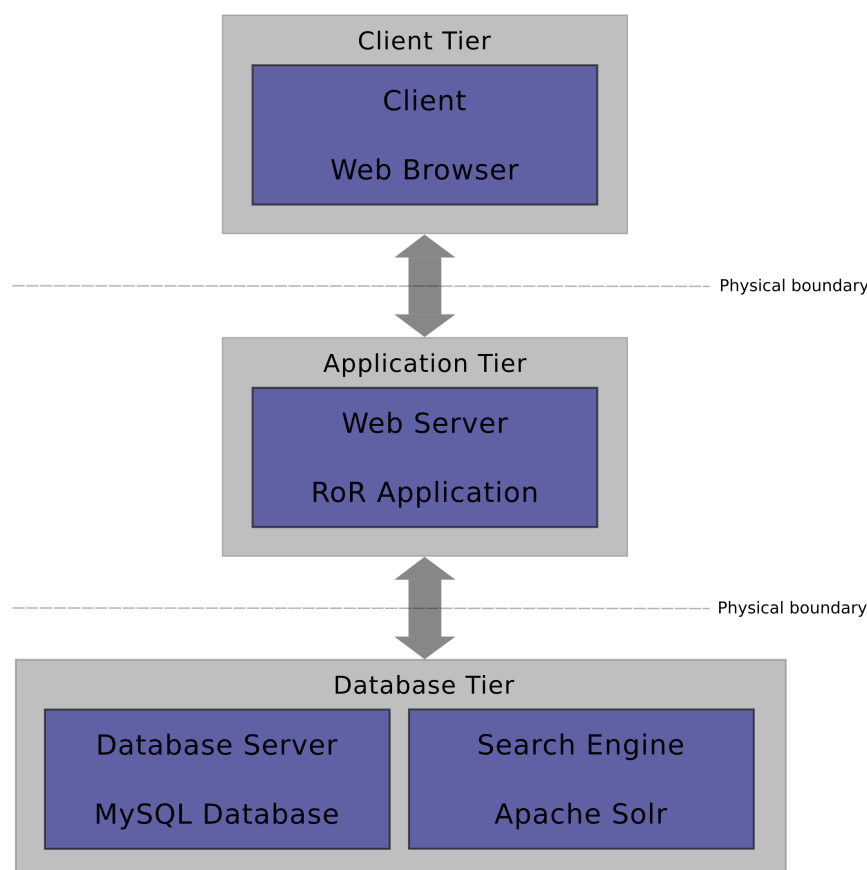 Client Tier
Client
Web Browser
Physical boundary
Application Tier
Web Server
RoR Application
Physical boundary
Database Tier
Database Server
MySQL Database
Search Engine
Apache Solr